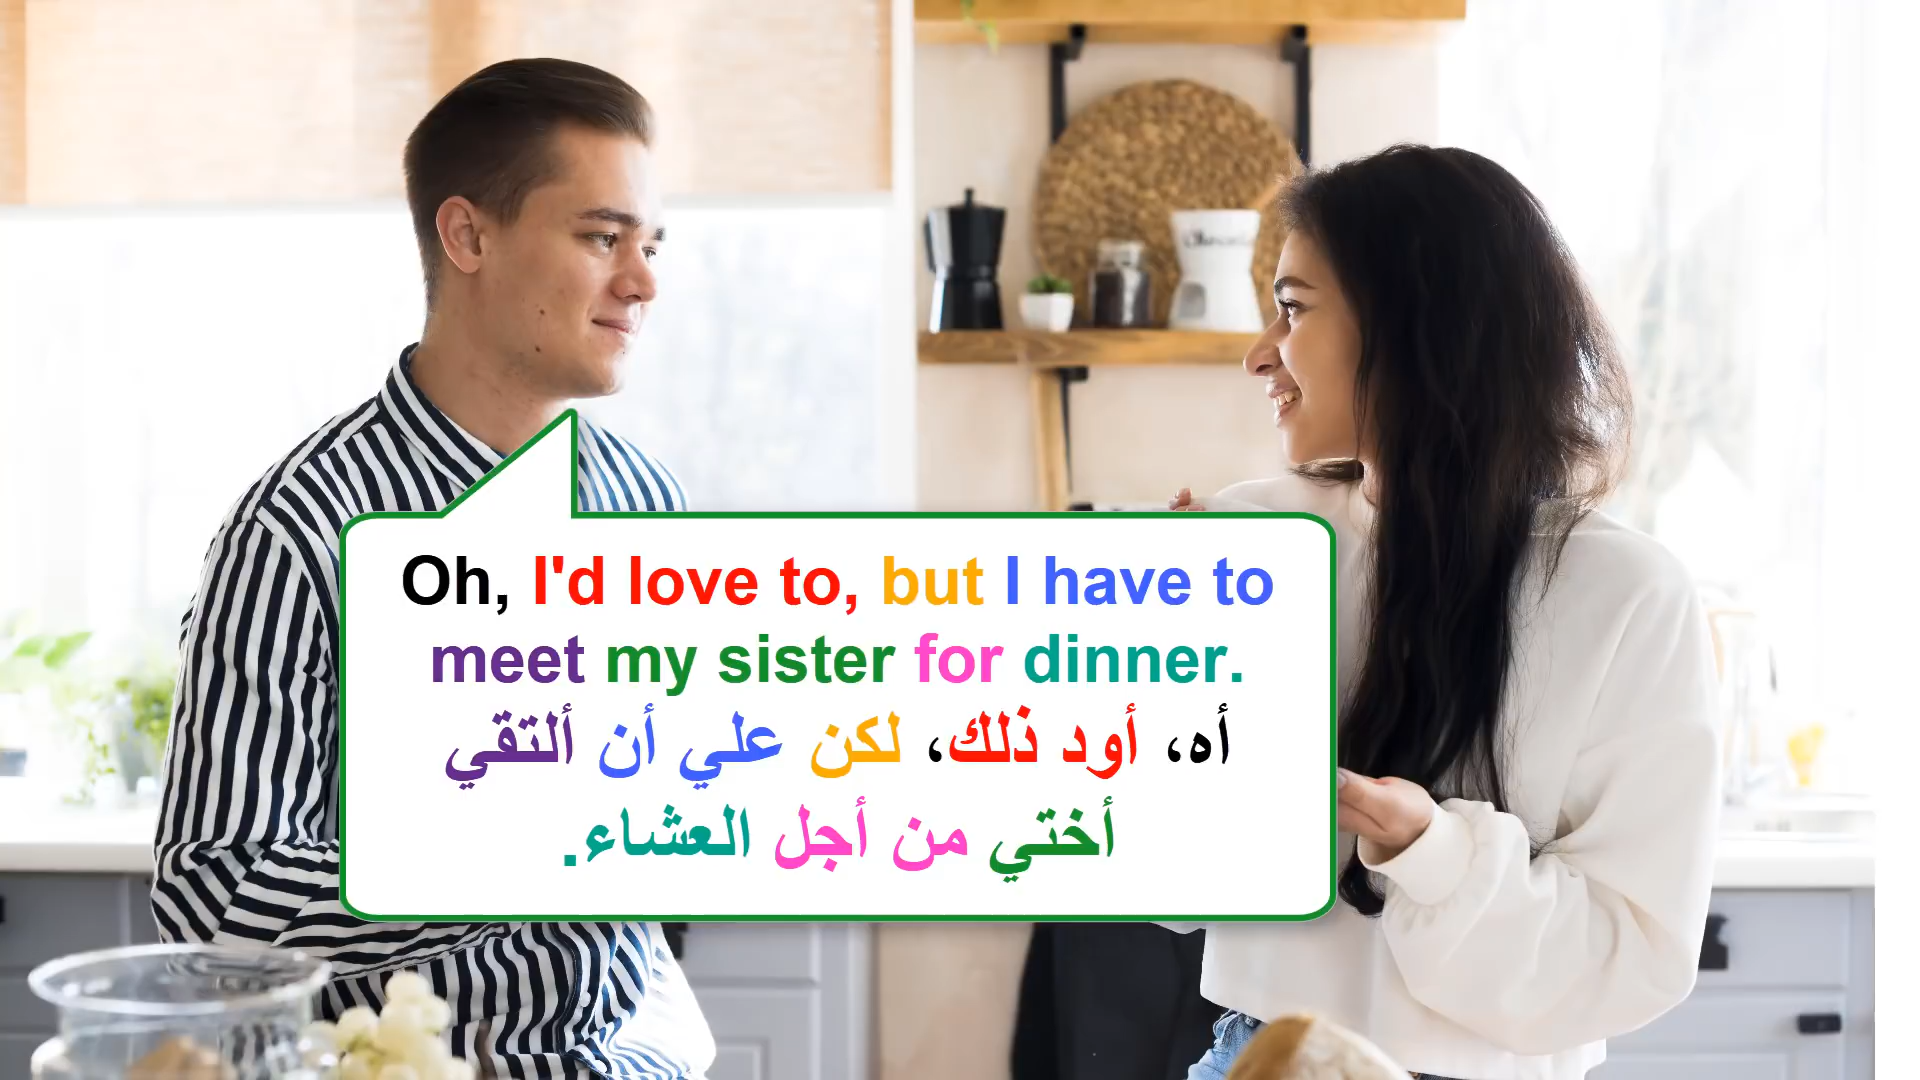 Oh, I'd love to, but I have to
meet my sister for dinner.
أه، أود ذلك، لكن علي أن ألتقي
أختي من أجل العشاء.